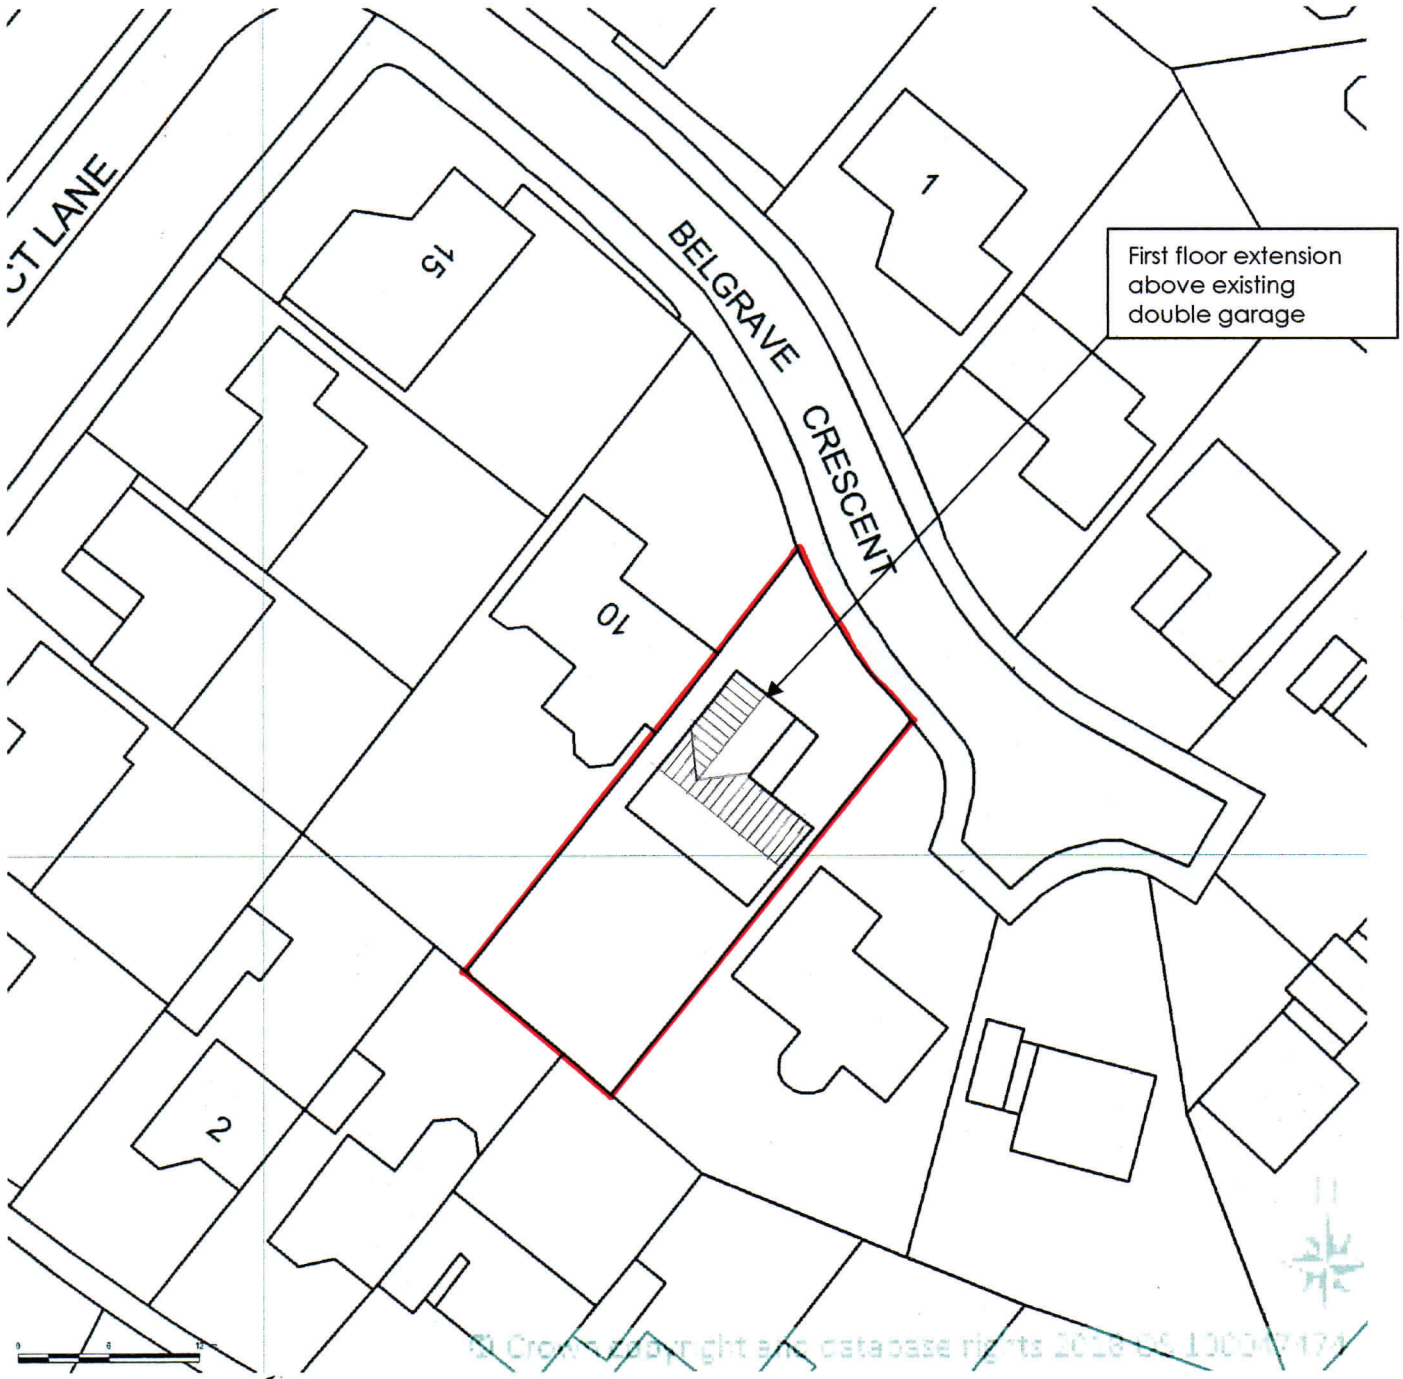 CT LANE
15
1
BELGRAVE
CRESCENT
First floor extension
above existing
double garage
10
2
0 6 12
Crown copyright and database rights